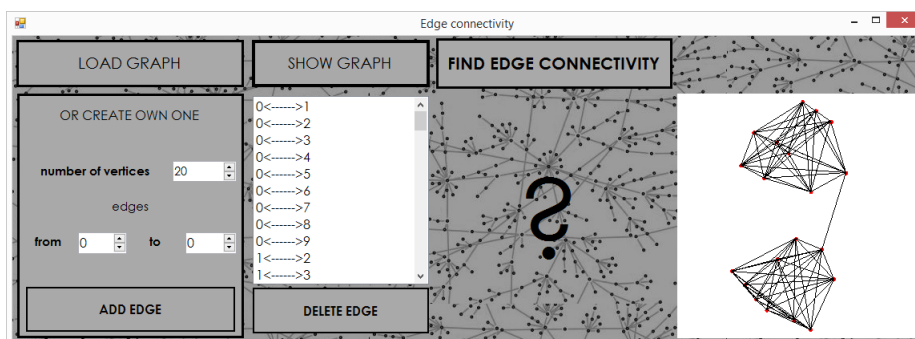 Edge connectivity
LOAD GRAPH
SHOW GRAPH
FIND EDGE CONNECTIVITY
OR CREATE OWN ONE
number of vertices 20
edges
from 0 to 0
ADD EDGE
0<------>1
0<------>2
0<------>3
0<------>4
0<------>5
0<------>6
0<------>7
0<------>8
0<------>9
1<------>2
1<------>3
DELETE EDGE
?